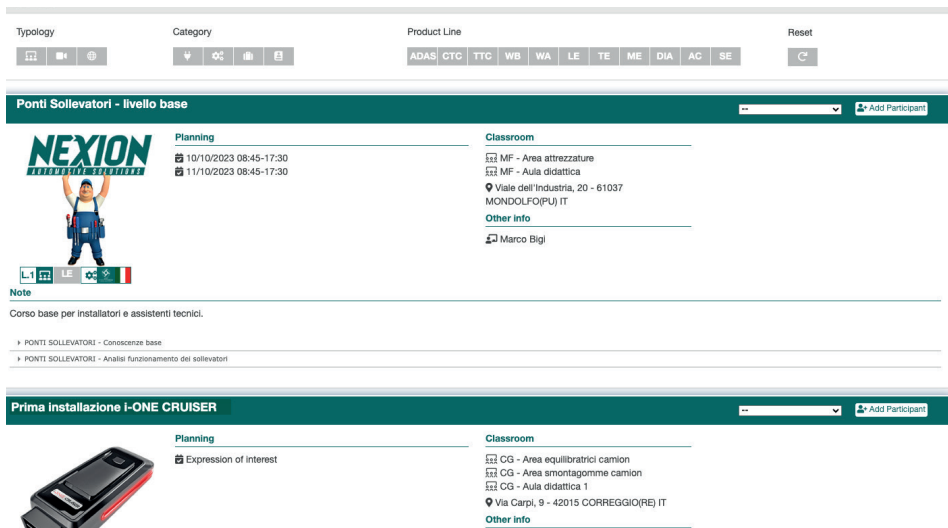 Typology
Category
Product Line
Reset
ADAS CTC TTC WB WA LE TE ME DIA AC SE
Ponti Sollevatori - livello base
--
Add Participant
NEXION
AUTOMOTIVE SOLUTIONS
L.1
LE
Planning
10/10/2023 08:45-17:30
11/10/2023 08:45-17:30
Classroom
MF - Area attrezzature
MF - Aula didattica
Viale dell'Industria, 20 - 61037
MONDOLFO(PU) IT
Other info
Marco Bigi
Note
Corso base per installatori e assistenti tecnici.
PONTI SOLLEVATORI - Conoscenze base
PONTI SOLLEVATORI - Analisi funzionamento dei sollevatori
Prima installazione i-ONE CRUISER
--
Add Participant
Planning
Expression of interest
Classroom
CG - Area equilibratrici camion
CG - Area smontagomme camion
CG - Aula didattica 1
Via Carpi, 9 - 42015 CORREGGIO(RE) IT
Other info